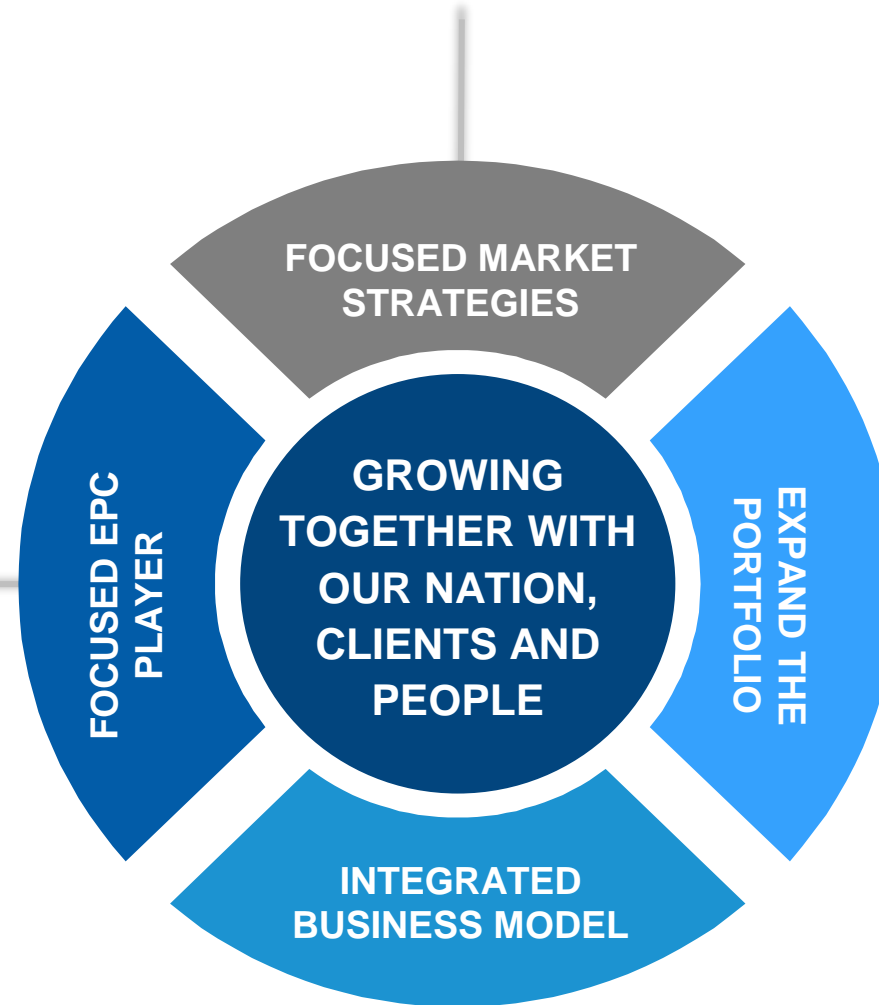 FOCUSED MARKET
STRATEGIES
FOCUSED EPC
PLAYER
GROWING
TOGETHER WITH
OUR NATION,
CLIENTS AND
PEOPLE
EXPAND THE
PORTFOLIO
INTEGRATED
BUSINESS MODEL